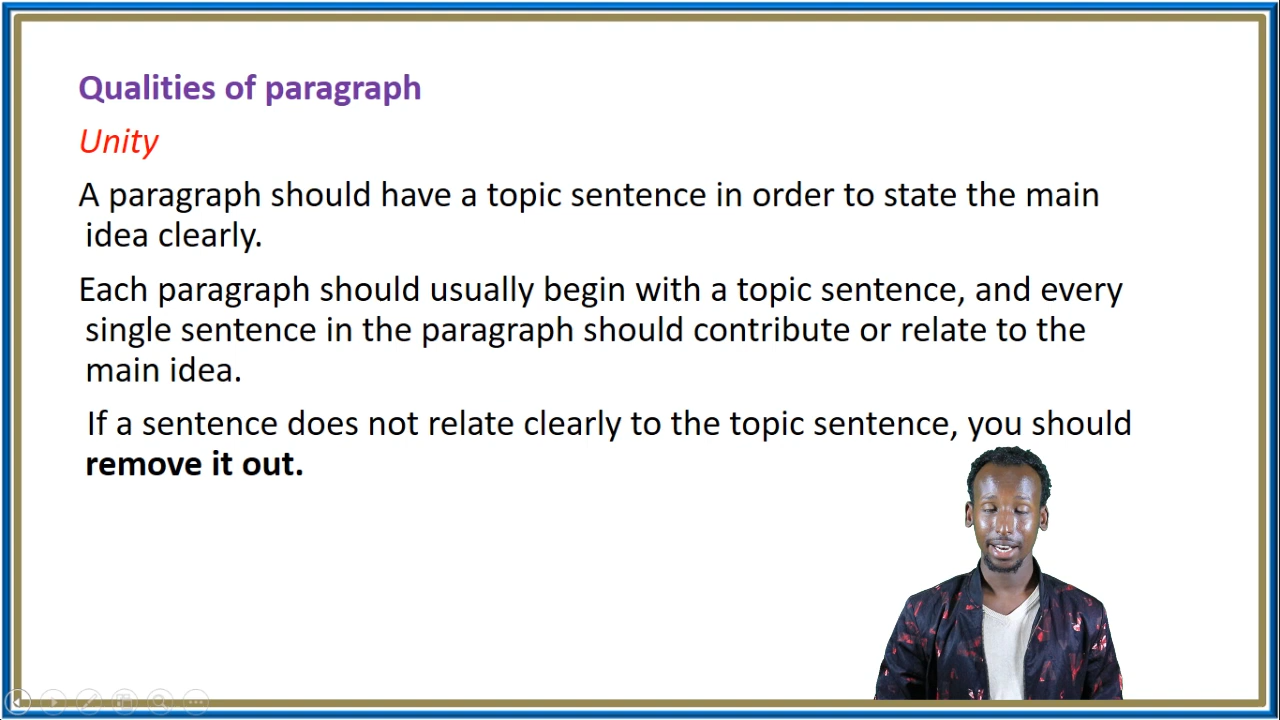 Qualities of paragraph
Unity
A paragraph should have a topic sentence in order to state the main
idea clearly.
Each paragraph should usually begin with a topic sentence, and every
single sentence in the paragraph should contribute or relate to the
main idea.
If a sentence does not relate clearly to the topic sentence, you should
remove it out.